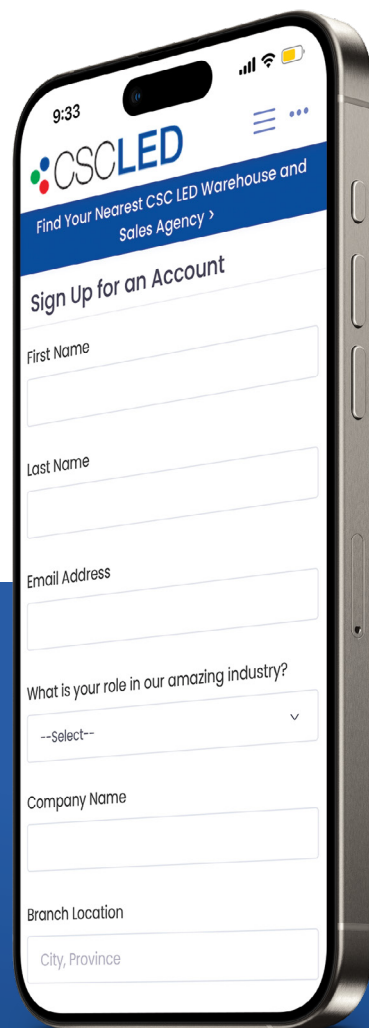 9:33
CSCLED
Find Your Nearest CSC LED Warehouse and
Sales Agency >
Sign Up for an Account
First Name
Last Name
Email Address
What is your role in our amazing industry?
--Select--
Company Name
Branch Location
City, Province